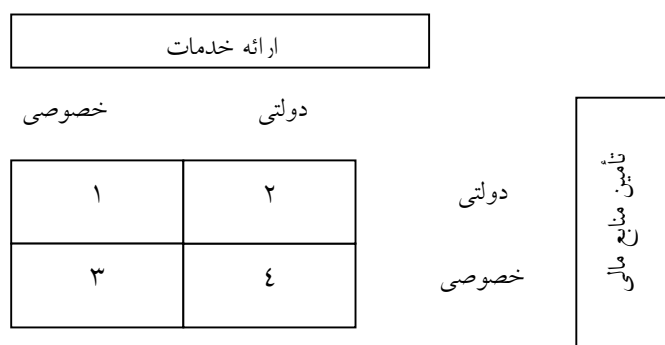 ارائه خدمات
دولتی خصوصی
تأمین منابع مالی
دولتی ۲ ۱
خصوصی ٤ ۳